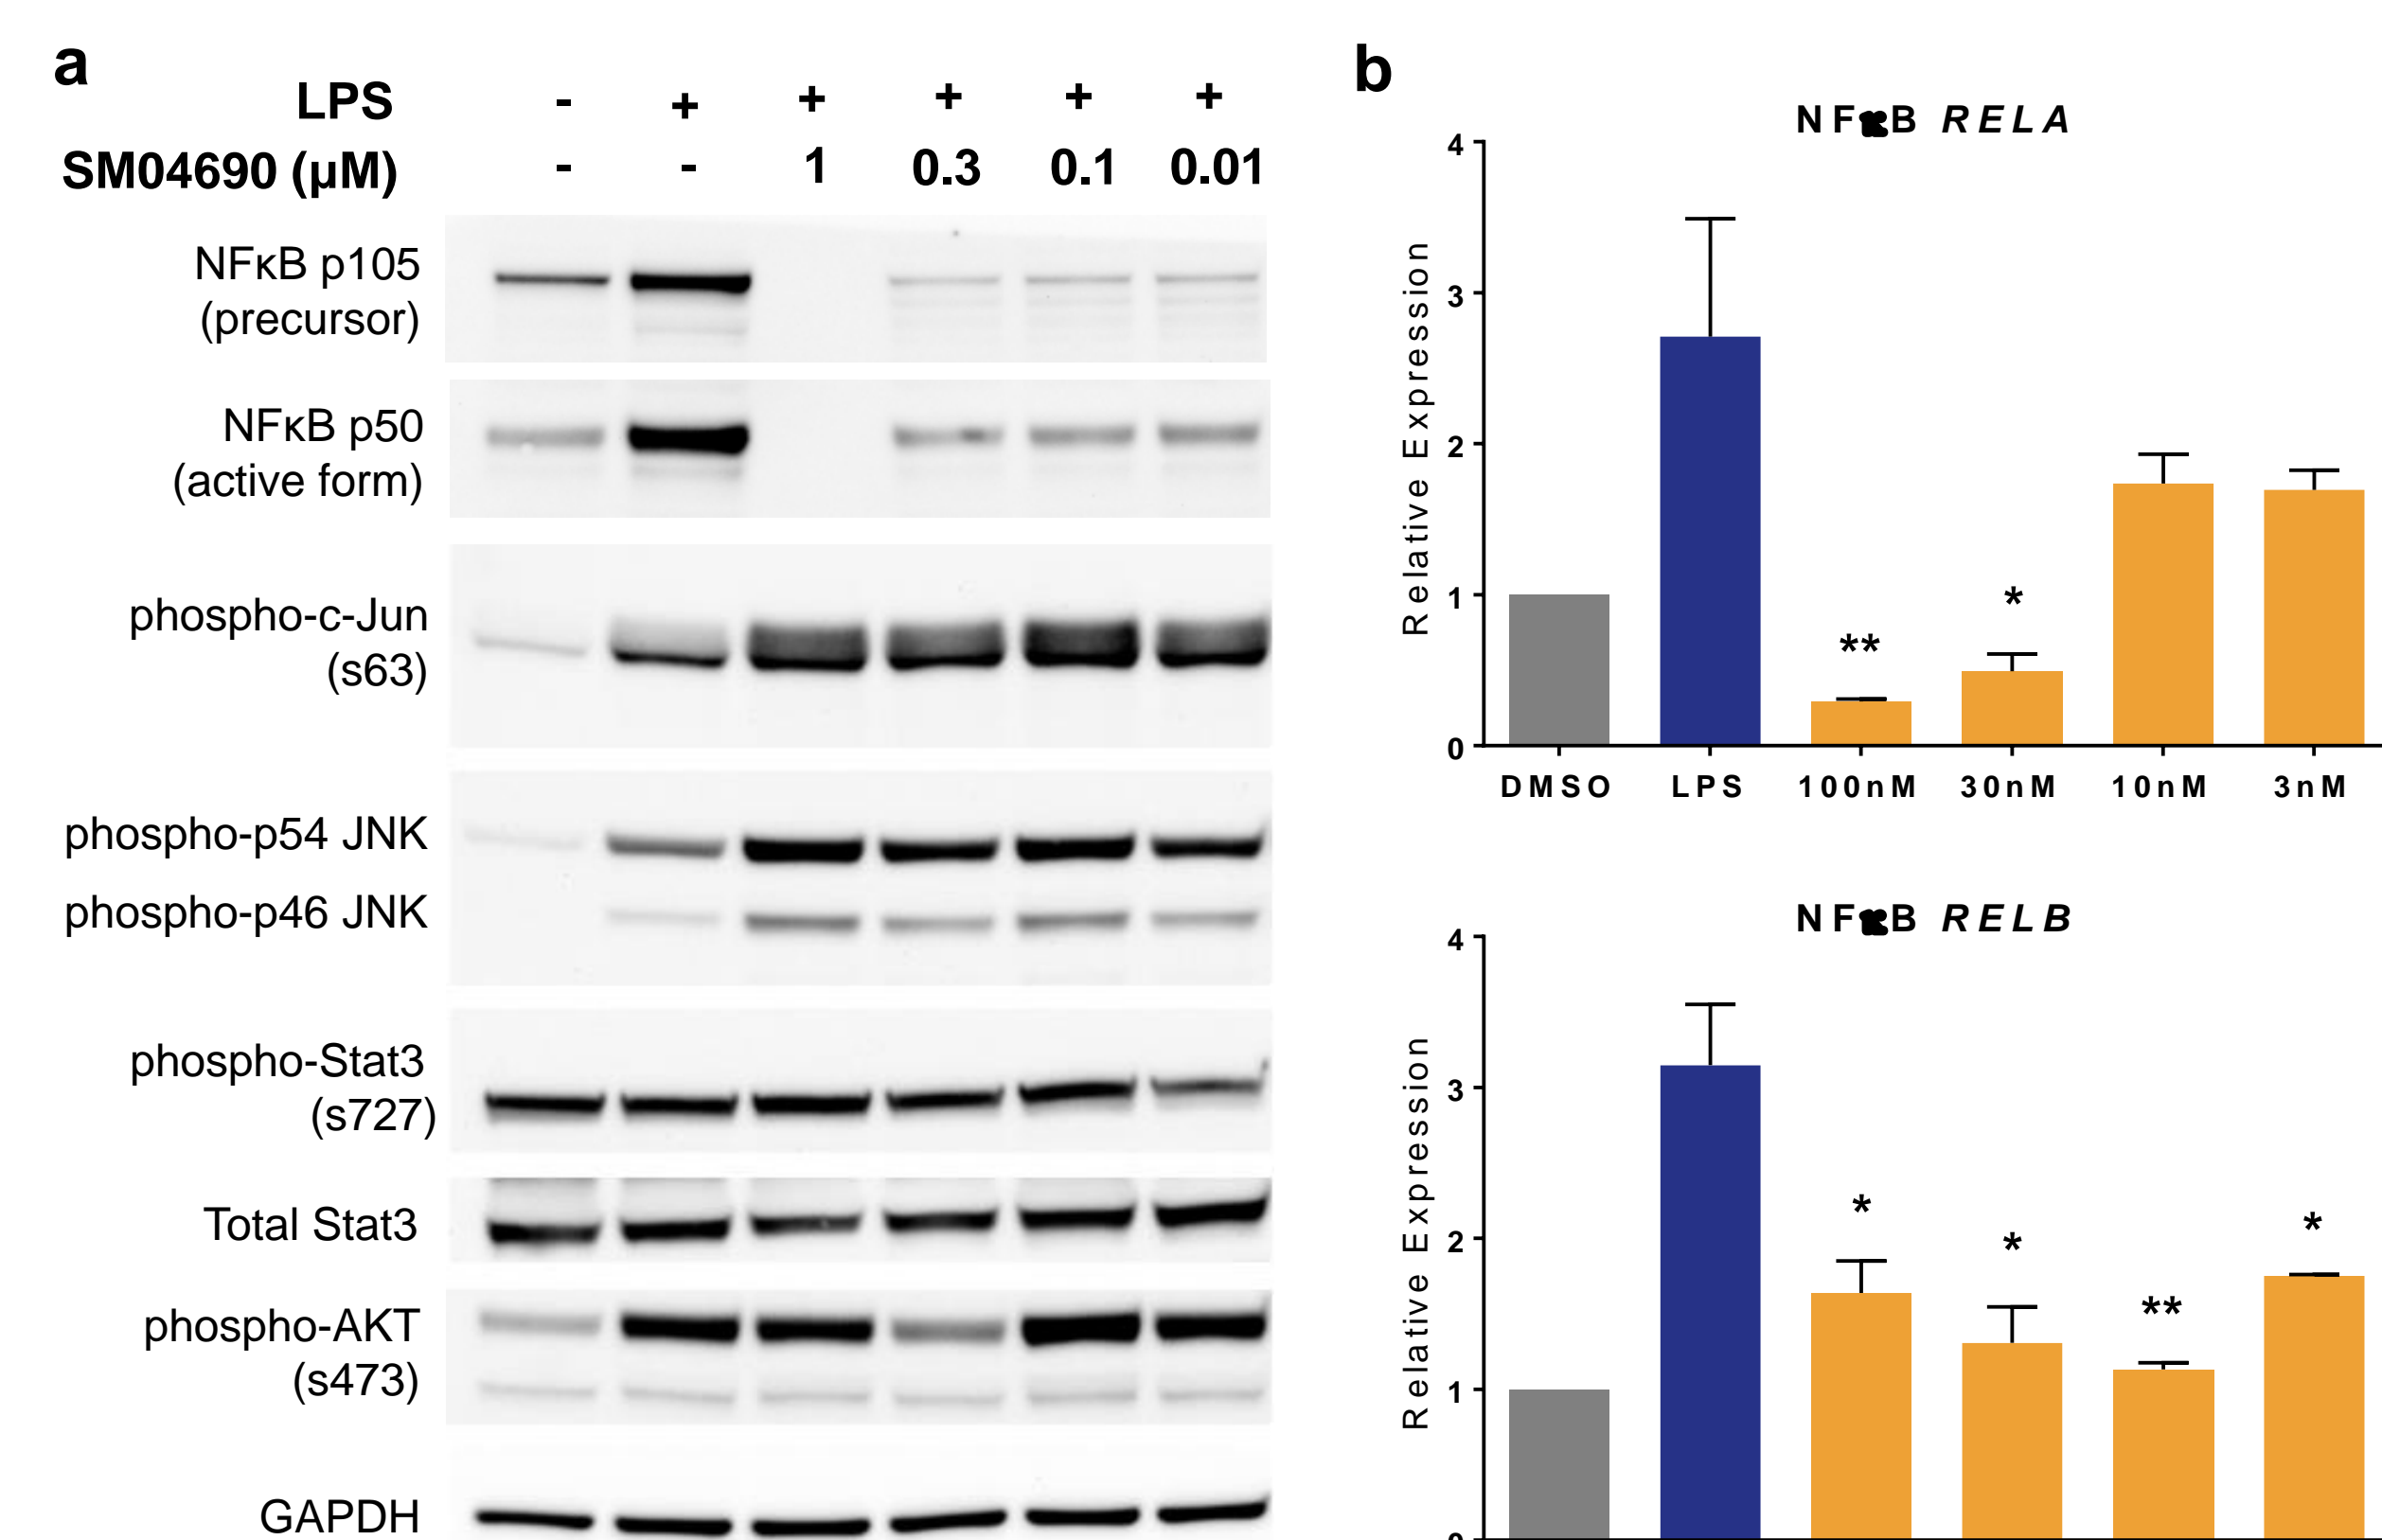 a
LPS - + + + + +
SM04690 (µM) - - 1 0.3 0.1 0.01
NFκB p105
(precursor)
NFκB p50
(active form)
phospho-c-Jun
(s63)
phospho-p54 JNK
phospho-p46 JNK
phospho-Stat3
(s727)
Total Stat3
phospho-AKT
(s473)
GAPDH
b
NFκB RELA
Relative Expression
4
3
2
1
0
** *
DMSO LPS 100nM 30nM 10nM 3nM
NFκB RELB
Relative Expression
4
3
2
1
0
* * ** *